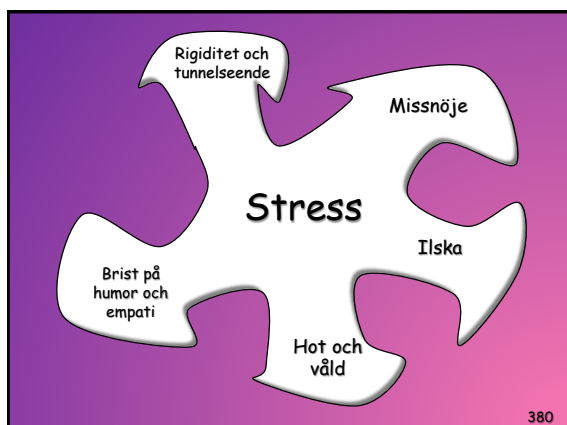 Rigiditet och
tunnelseende
Missnöje
Stress
Ilska
Brist på
humor och
empati
Hot och
våld
380